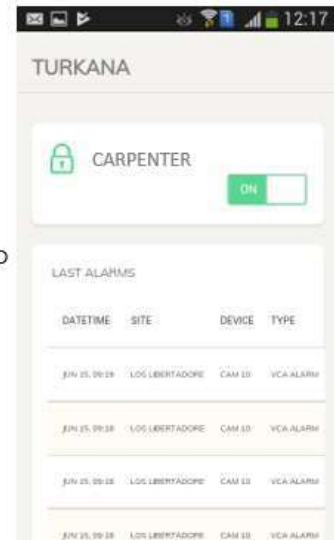 12:17
TURKANA
CARPENTER
ON
LAST ALARMS
DATETIME SITE DEVICE TYPE
JUN 15, 09:19 LOS LIBERTADORE CAM 10 VCA ALARM
JUN 15, 09:18 LOS LIBERTADORE CAM 10 VCA ALARM
JUN 15, 09:18 LOS LIBERTADORE CAM 10 VCA ALARM
JUN 15, 09:18 LOS LIBERTADORE CAM 10 VCA ALARM